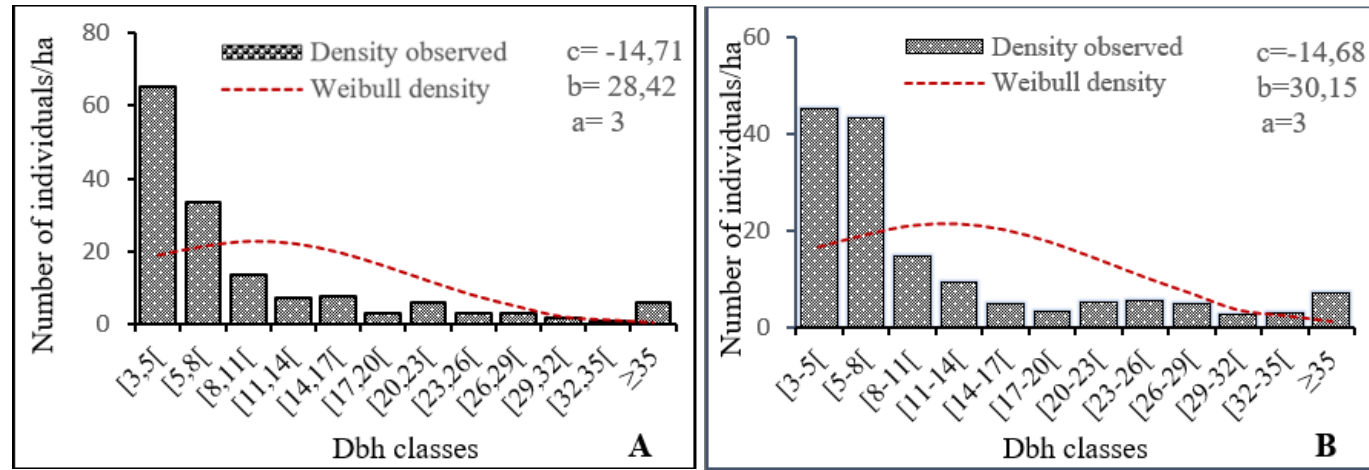 Number of individuals/ha
80
60
40
20
0
Density observed
Weibull density
c= -14,71
b= 28,42
a= 3
[3,5[
[5,8[
[8,11[
[11,14[
[14,17[
[17,20[
[20,23[
[23,26[
[26,29[
[29,32[
[32,35[
≥35
Dbh classes
A
Number of individuals/ha
60
40
20
0
Density observed
Weibull density
c=-14,68
b=30,15
a=3
[3-5[
[5-8[
[8-11[
[11-14[
[14-17[
[17-20[
[20-23[
[23-26[
[26-29[
[29-32[
[32-35[
≥35
Dbh classes
B